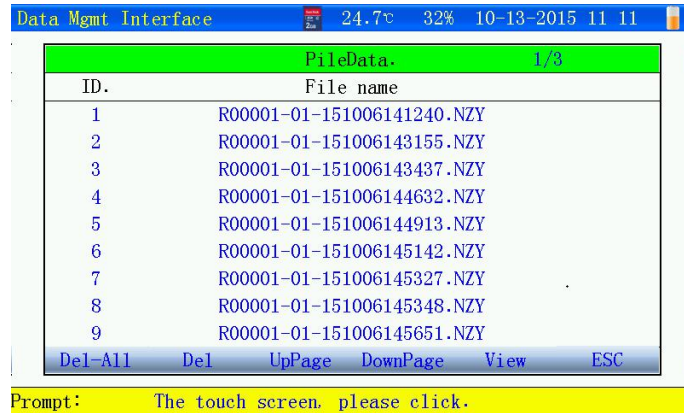 Data Mgmt Interface 24.7℃ 32% 10-13-2015 11 11
PileData. 1/3
ID. File name
1 R00001-01-151006141240.NZY
2 R00001-01-151006143155.NZY
3 R00001-01-151006143437.NZY
4 R00001-01-151006144632.NZY
5 R00001-01-151006144913.NZY
6 R00001-01-151006145142.NZY
7 R00001-01-151006145327.NZY
8 R00001-01-151006145348.NZY
9 R00001-01-151006145651.NZY
Del-All Del UpPage DownPage View ESC
Prompt: The touch screen, please click.